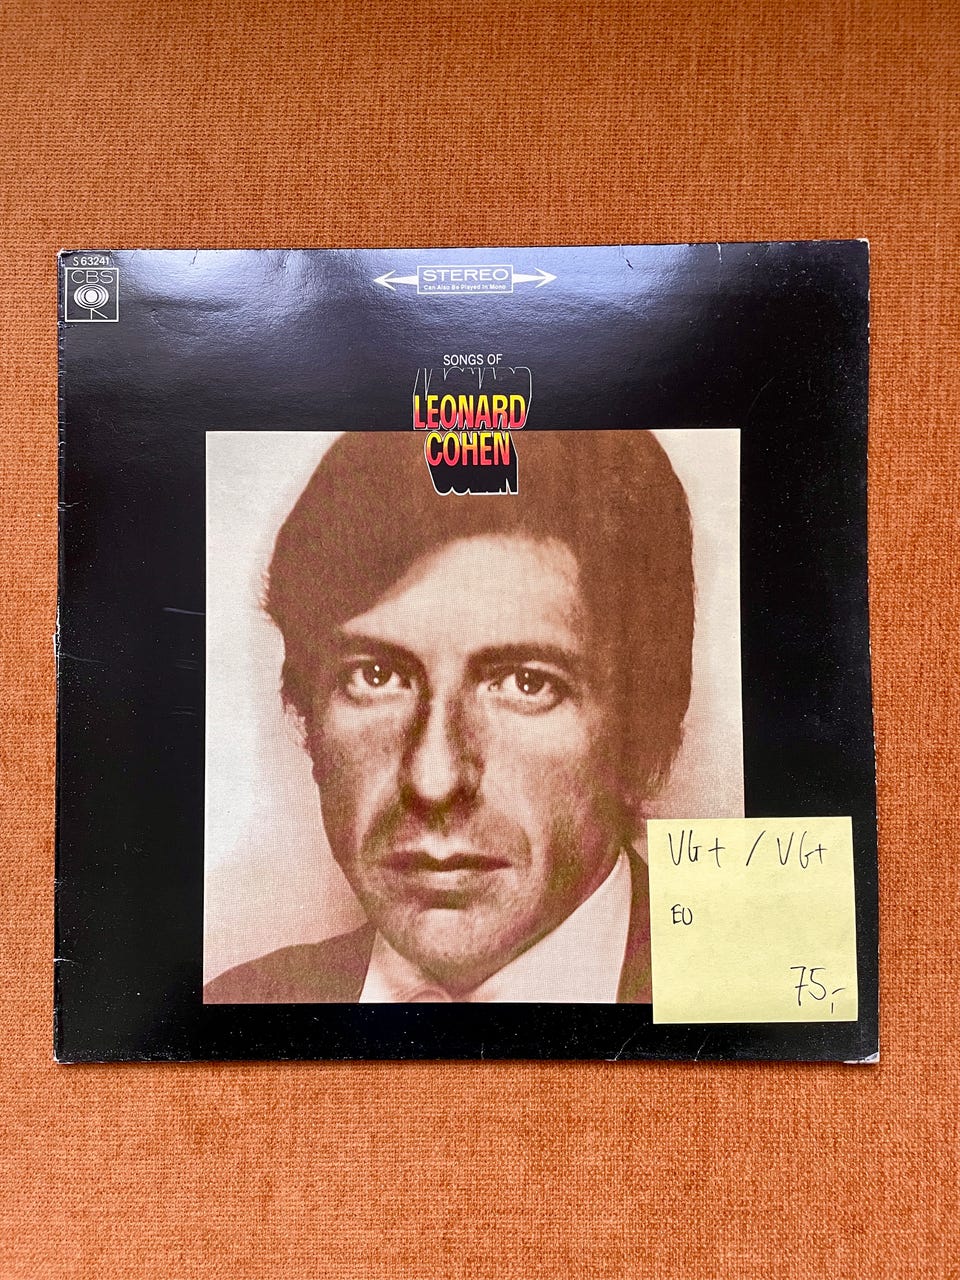 S 63241
CBS
STEREO
Can Also Be Played In Mono
SONGS OF
LEONARD
COHEN
VG+ / VG+
EU
75,-